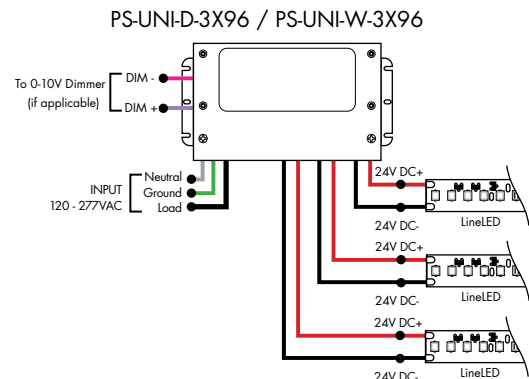 PS-UNI-D-3X96 / PS-UNI-W-3X96
To 0-10V Dimmer
(if applicable)
DIM -
DIM +
INPUT
120 - 277VAC
Neutral
Ground
Load
24V DC+
24V DC-
LineLED
24V DC+
24V DC-
LineLED
24V DC+
24V DC-
LineLED